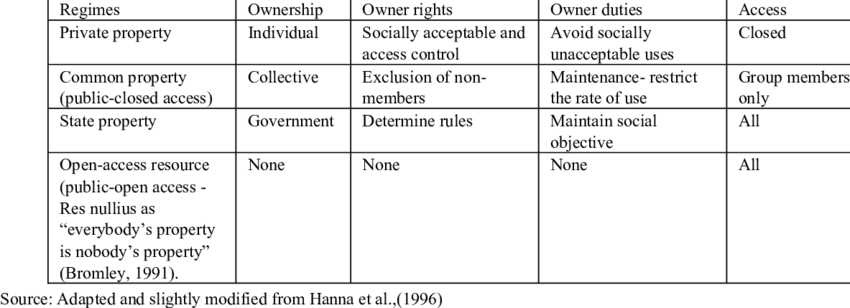 Regimes Ownership Owner rights Owner duties Access
Private property Individual Socially acceptable and Avoid socially Closed
access control unacceptable uses
Common property Collective Exclusion of non- Maintenance- restrict Group members
(public-closed access) members the rate of use only
State property Government Determine rules Maintain social All
objective
Open-access resource None None None All
(public-open access -
Res nullius as
“everybody’s property
is nobody’s property”
(Bromley, 1991).
Source: Adapted and slightly modified from Hanna et al.,(1996)